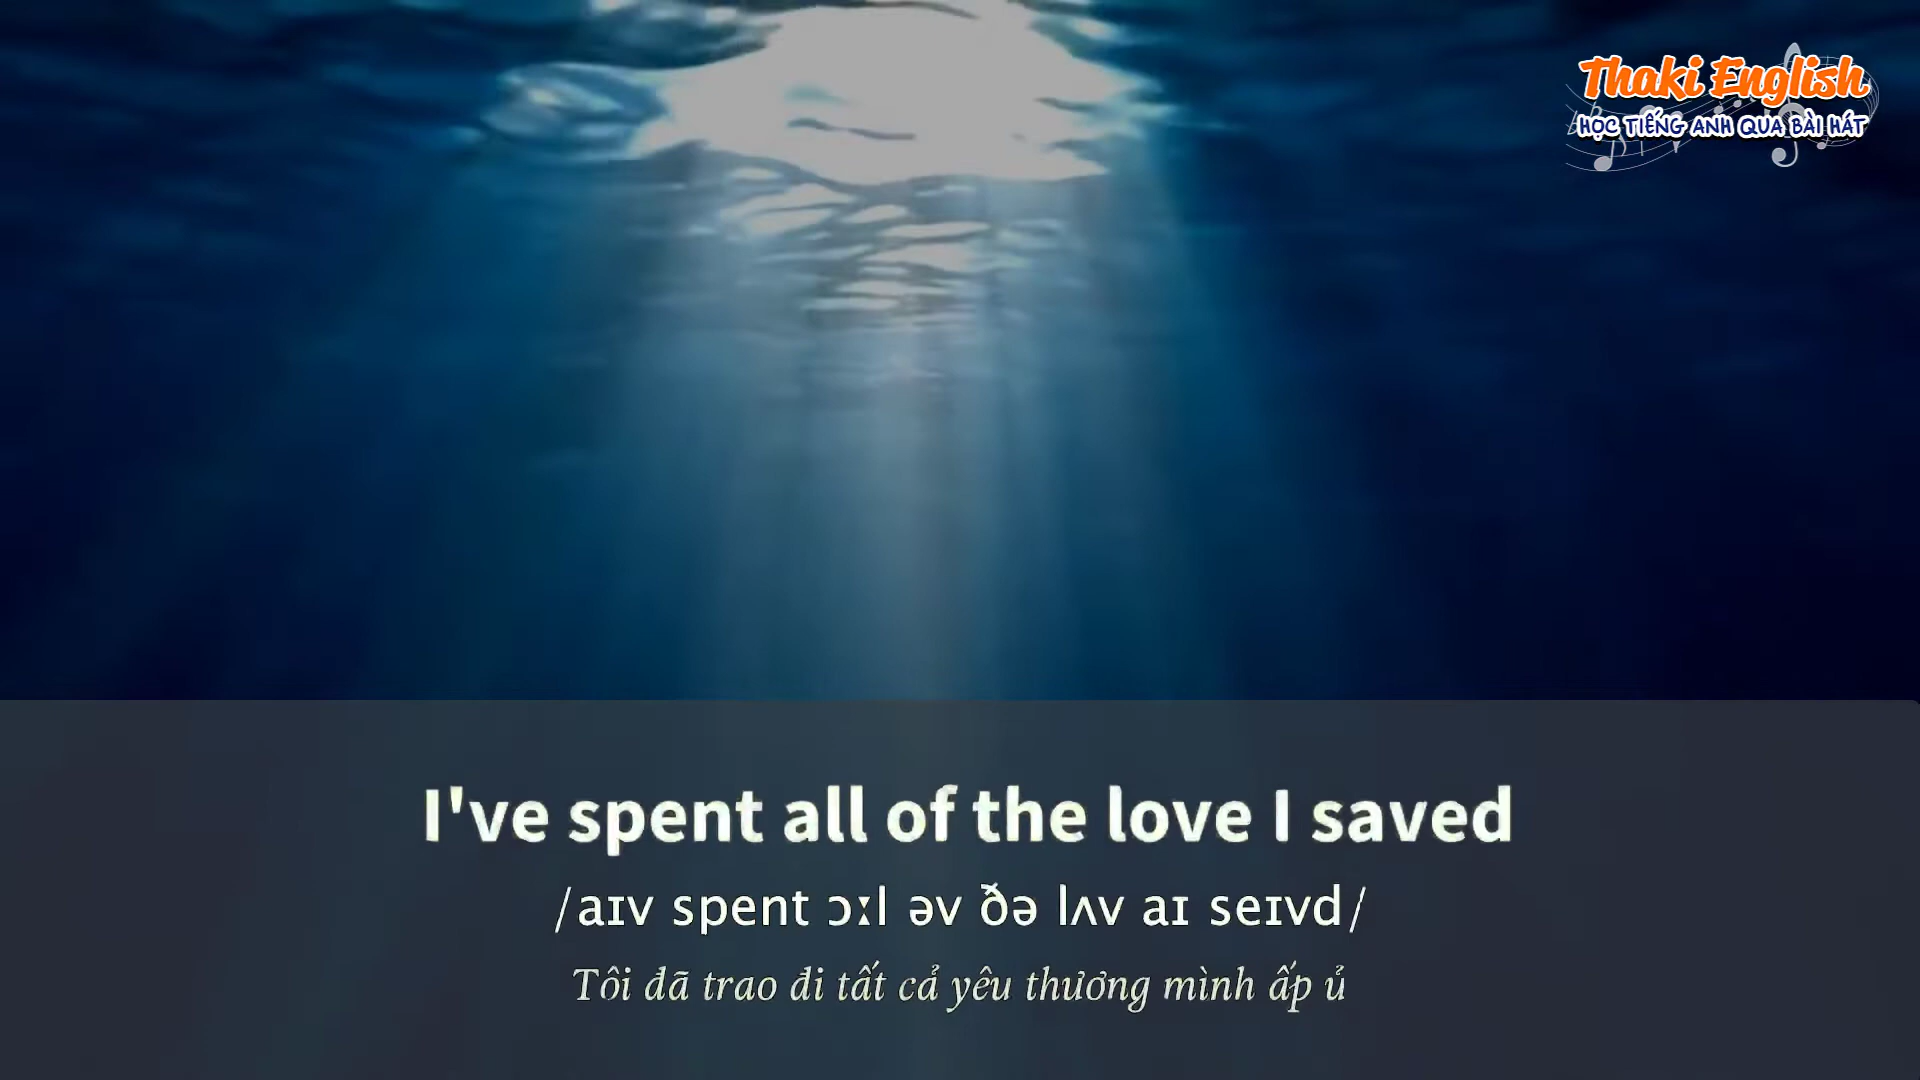 Thaki English
HỌC TIẾNG ANH QUA BÀI HÁT
I've spent all of the love I saved
/aɪv spent ɔːl əv ðə lʌv aɪ seɪvd/
Tôi đã trao đi tất cả yêu thương mình ấp ủ